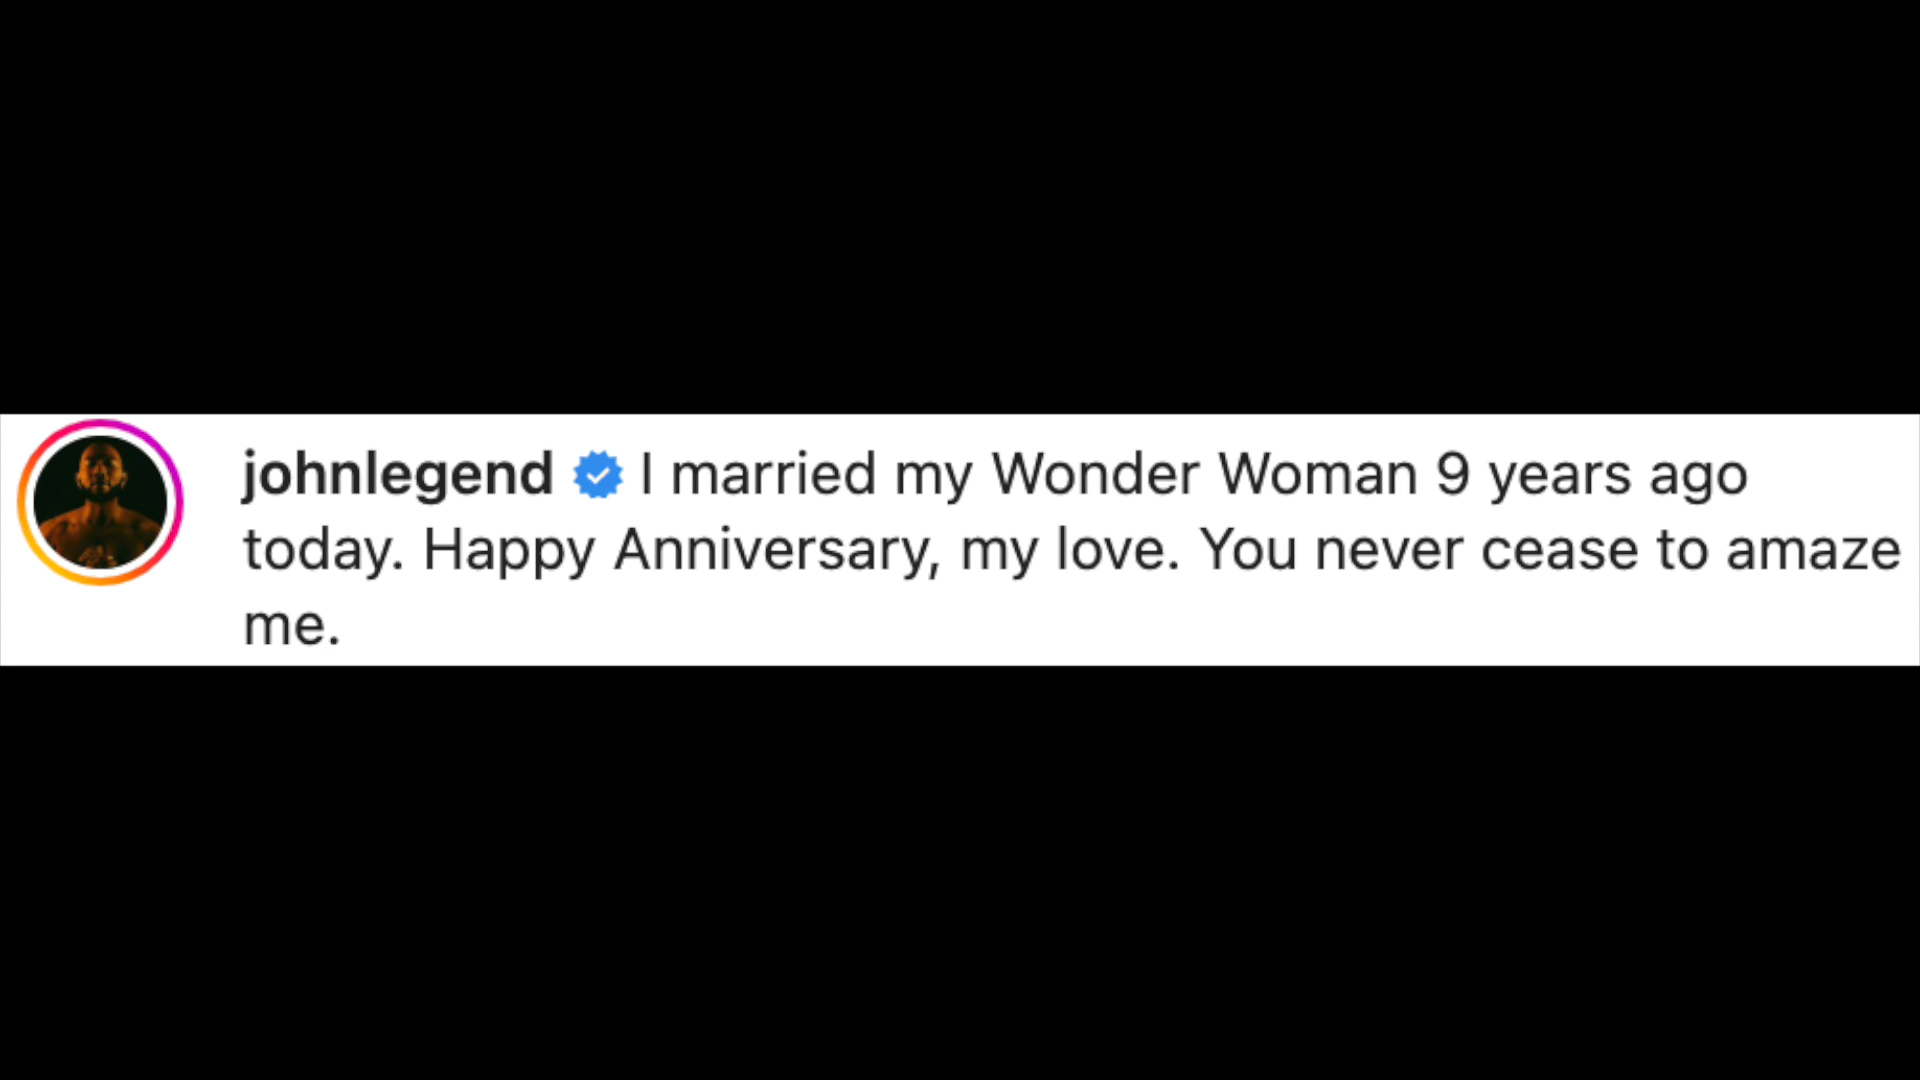 johnlegend I married my Wonder Woman 9 years ago
today. Happy Anniversary, my love. You never cease to amaze
me.